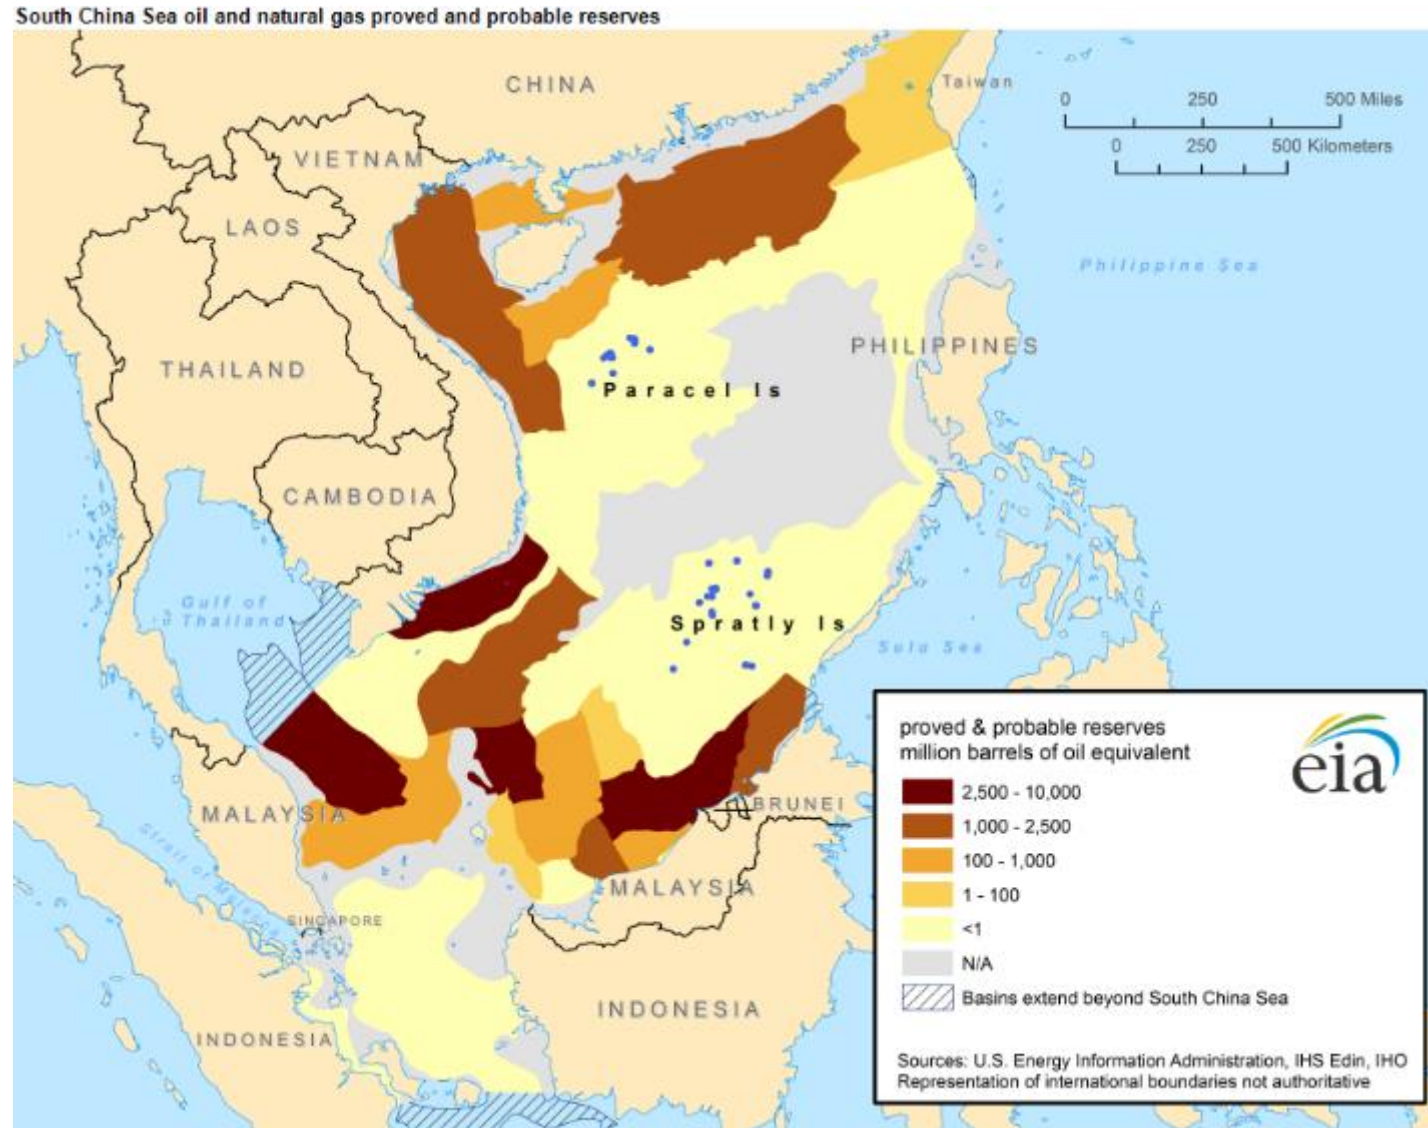 South China Sea oil and natural gas proved and probable reserves
CHINA
Taiwan
0 250 500 Miles
0 250 500 Kilometers
VIETNAM
LAOS
Philippine Sea
PHILIPPINES
THAILAND
Paracel Is
CAMBODIA
Gulf of
Thailand
Spratly Is
Sulu Sea
MALAYSIA
BRUNEI
Strait of Malacca
MALAYSIA
SINGAPORE
INDONESIA
INDONESIA
proved & probable reserves
million barrels of oil equivalent
eia
2,500 - 10,000
1,000 - 2,500
100 - 1,000
1 - 100
<1
N/A
Basins extend beyond South China Sea
Sources: U.S. Energy Information Administration, IHS Edin, IHO
Representation of international boundaries not authoritative